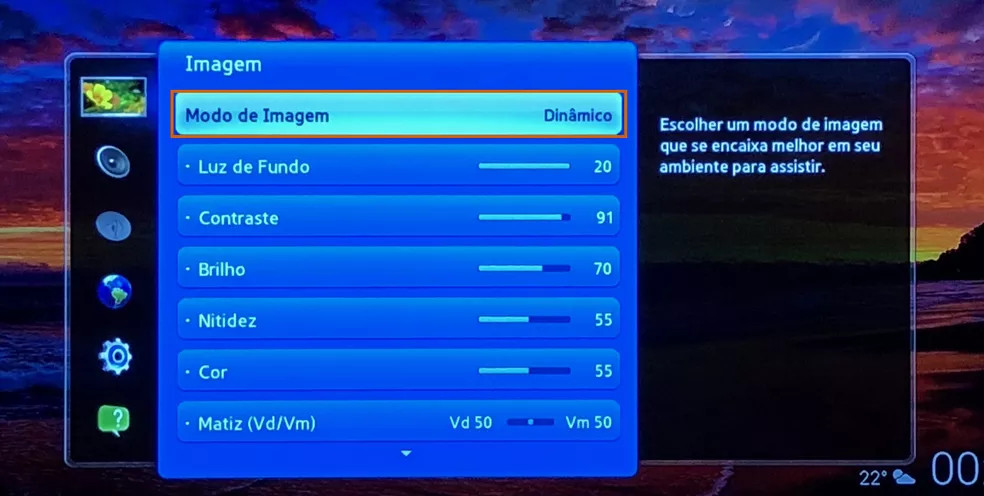 Imagem
Modo de Imagem Dinâmico
· Luz de Fundo 20
· Contraste 91
· Brilho 70
· Nitidez 55
· Cor 55
· Matiz (Vd/Vm) Vd 50 Vm 50
Escolher um modo de imagem
que se encaixa melhor em seu
ambiente para assistir.
?
22° 00